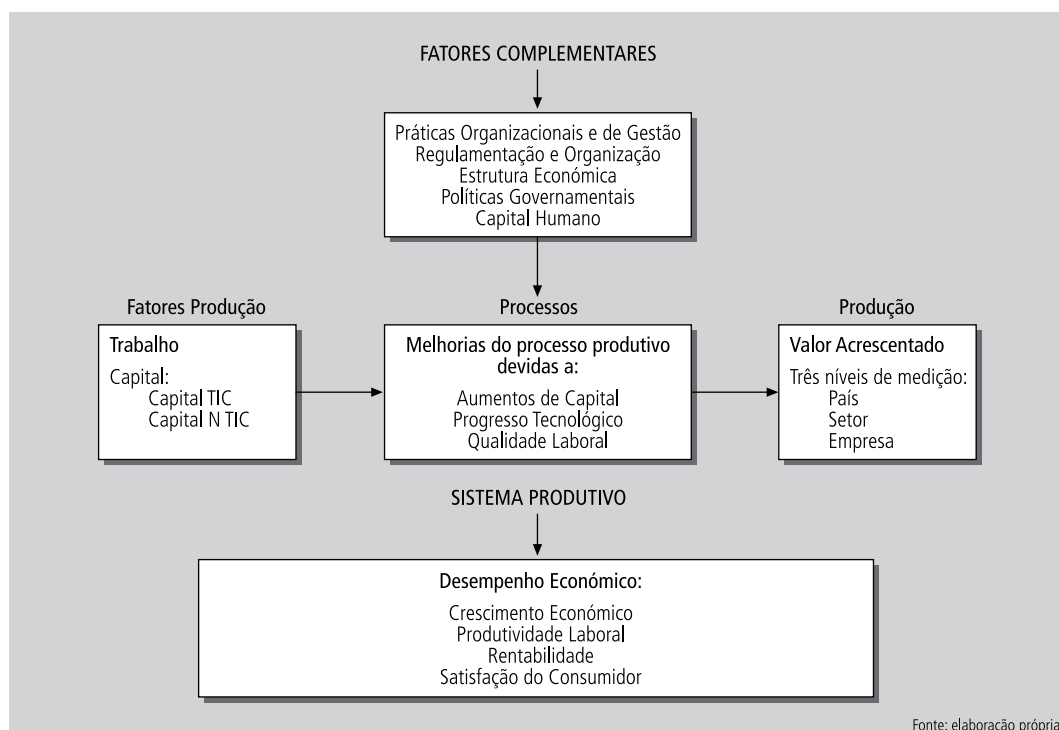 FATORES COMPLEMENTARES
Práticas Organizacionais e de Gestão
Regulamentação e Organização
Estrutura Económica
Políticas Governamentais
Capital Humano
Fatores Produção
Trabalho
Capital:
Capital TIC
Capital N TIC
Processos
Melhorias do processo produtivo
devidas a:
Aumentos de Capital
Progresso Tecnológico
Qualidade Laboral
Produção
Valor Acrescentado
Três níveis de medição:
País
Setor
Empresa
SISTEMA PRODUTIVO
Desempenho Económico:
Crescimento Económico
Produtividade Laboral
Rentabilidade
Satisfação do Consumidor
Fonte: elaboração própria